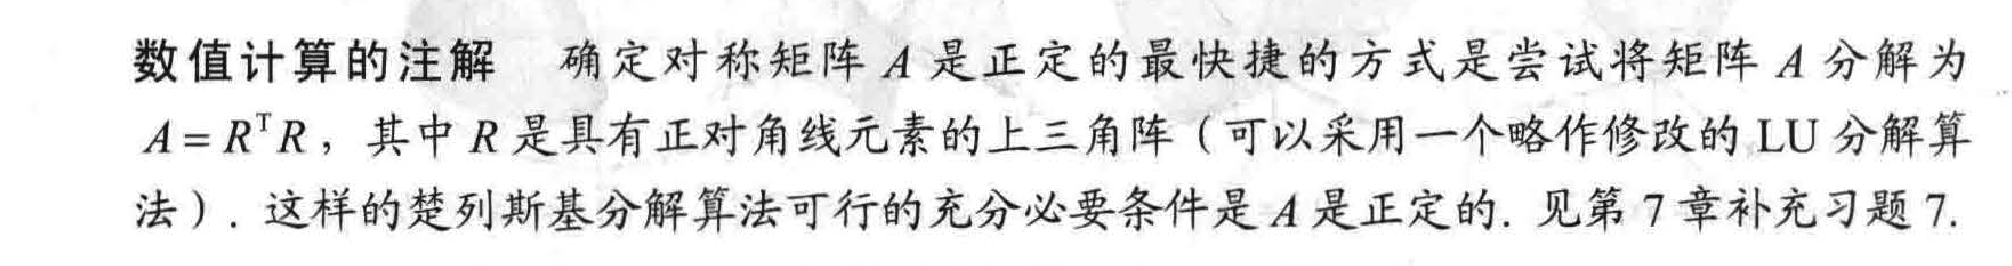 数值计算的注解 确定对称矩阵 A 是正定的最快捷的方式是尝试将矩阵 A 分解为
A = RᵀR，其中 R 是具有正对角线元素的上三角阵（可以采用一个略作修改的 LU 分解算
法）. 这样的楚列斯基分解算法可行的充分必要条件是 A 是正定的. 见第 7 章补充习题 7.